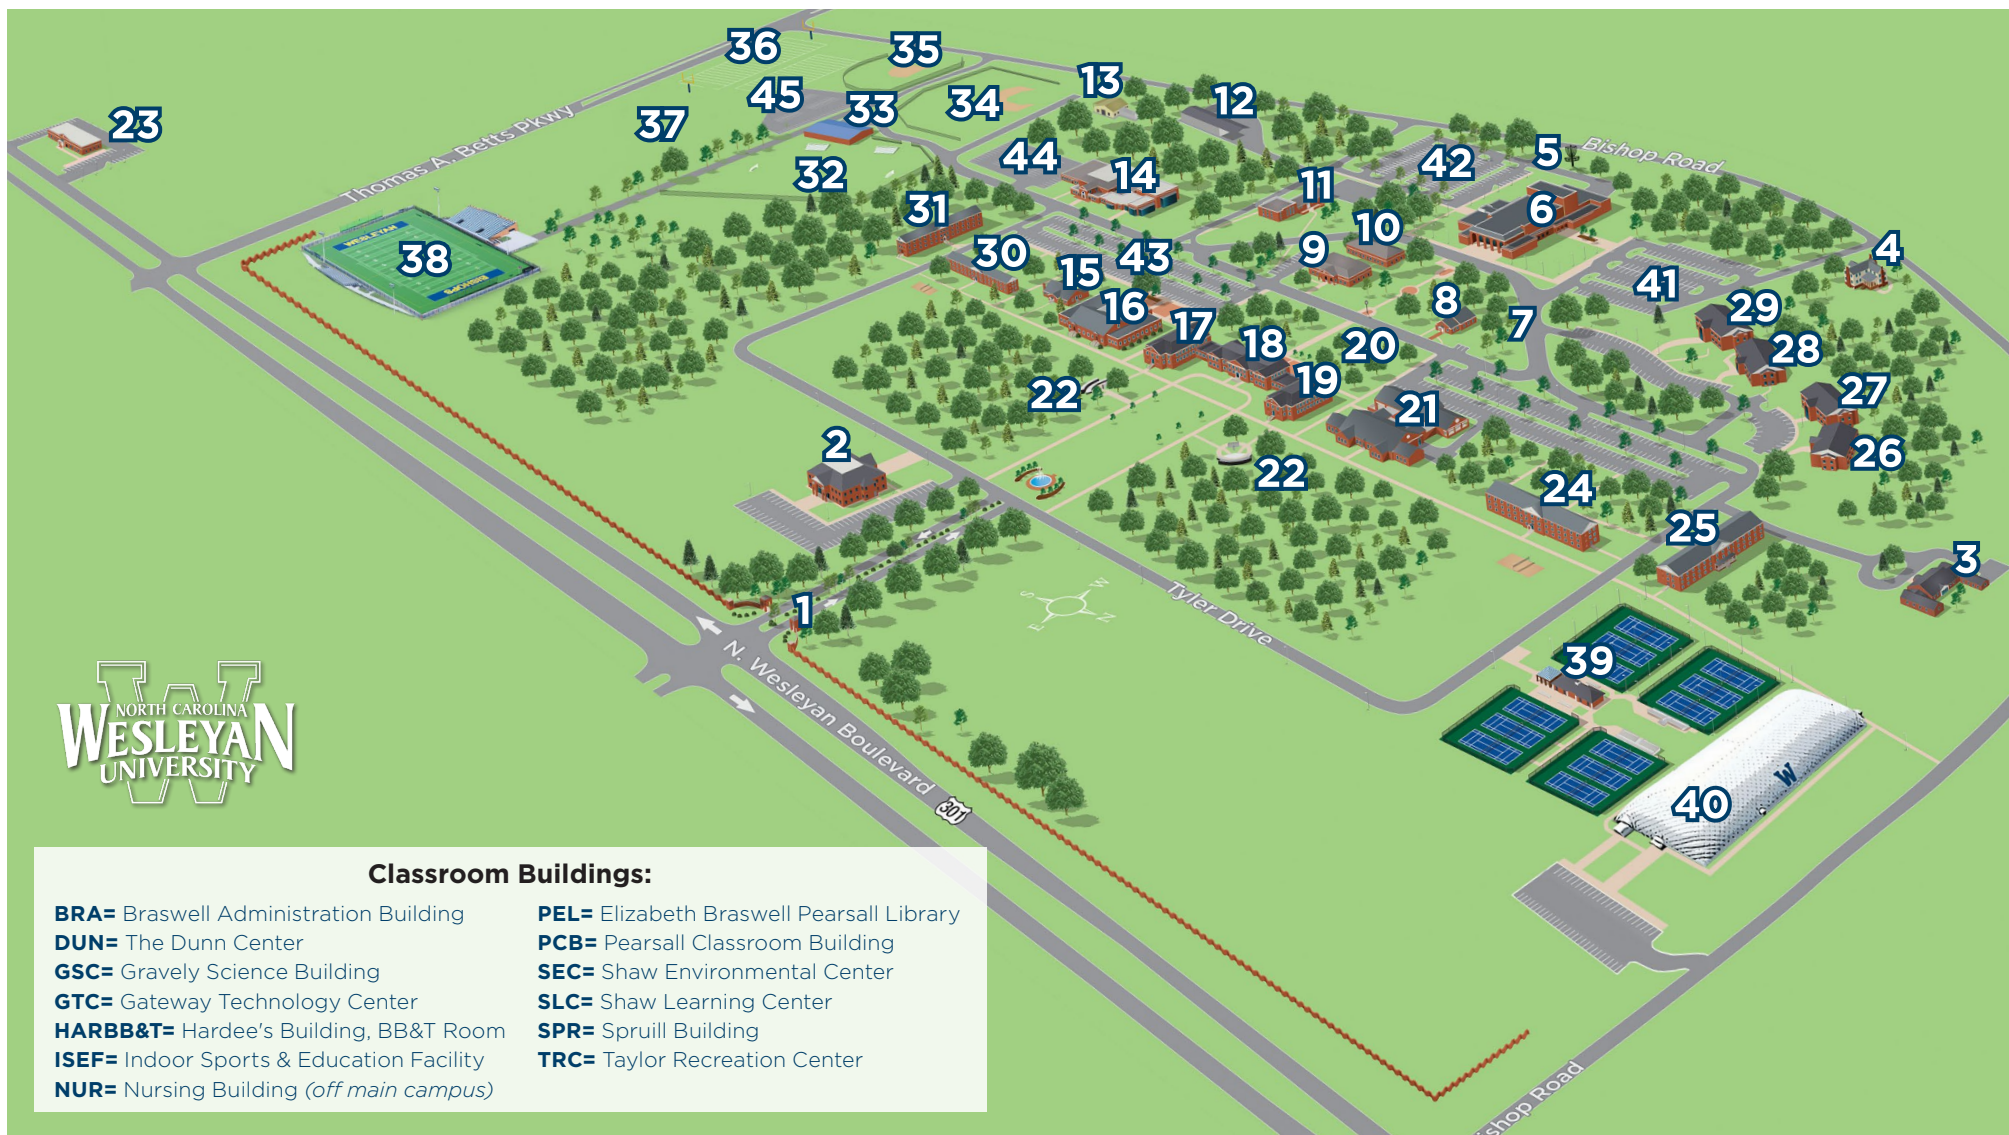 36
35
13
12
45
33
34
23
37
Thomas A. Betts Pkwy
44
42
5
Bishop Road
32
14
11
31
6
38
WESLEYAN
BISHOPS
30
43
9
10
4
15
41
16
8
29
17
7
18
20
28
19
22
21
27
2
22
26
24
25
3
1
S
W
E
N
Tyler Drive
39
N. Wesleyan Boulevard
301
W
40
W
NORTH CAROLINA
WESLEYAN
UNIVERSITY
Classroom Buildings:
BRA= Braswell Administration Building
DUN= The Dunn Center
GSC= Gravely Science Building
GTC= Gateway Technology Center
HARBB&T= Hardee's Building, BB&T Room
ISEF= Indoor Sports & Education Facility
NUR= Nursing Building (off main campus)
PEL= Elizabeth Braswell Pearsall Library
PCB= Pearsall Classroom Building
SEC= Shaw Environmental Center
SLC= Shaw Learning Center
SPR= Spruill Building
TRC= Taylor Recreation Center
shop Road